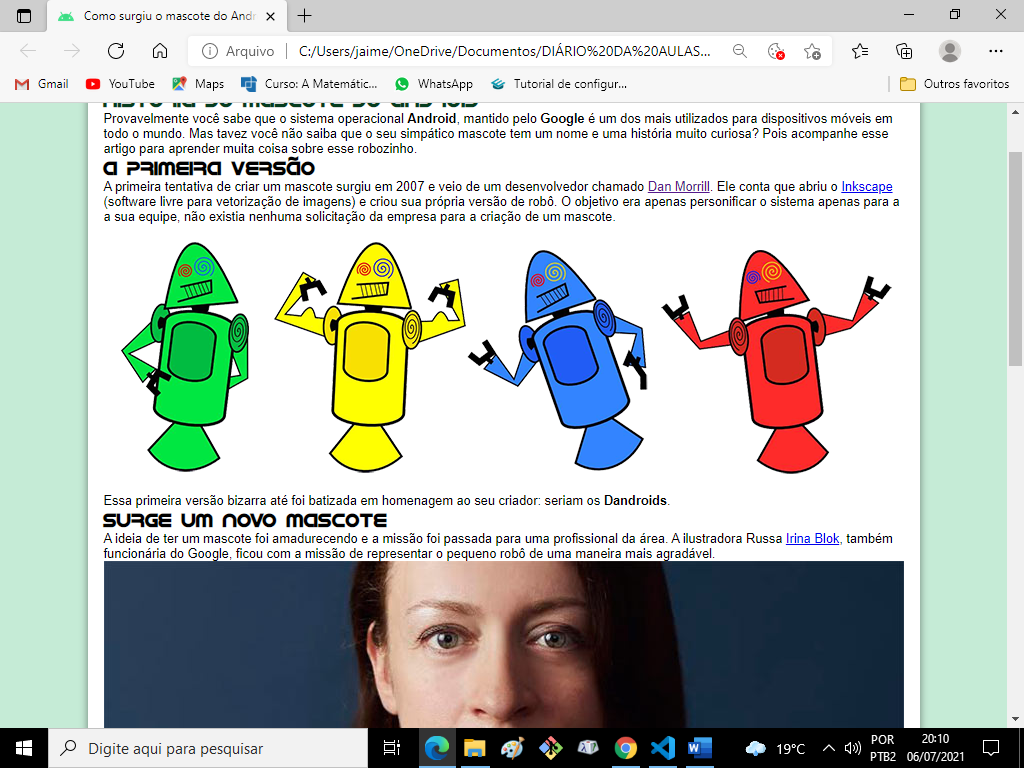 Como surgiu o mascote do Andr
Arquivo
C:/Users/jaime/OneDrive/Documentos/DIÁRIO%20DA%20AULAS...
Gmail
YouTube
Maps
Curso: A Matemátic...
WhatsApp
Tutorial de configur...
Outros favoritos
Provavelmente você sabe que o sistema operacional Android, mantido pelo Google é um dos mais utilizados para dispositivos móveis em
todo o mundo. Mas tavez você não saiba que o seu simpático mascote tem um nome e uma história muito curiosa? Pois acompanhe esse
artigo para aprender muita coisa sobre esse robozinho.
A PRIMEIRA VERSÃO
A primeira tentativa de criar um mascote surgiu em 2007 e veio de um desenvolvedor chamado Dan Morrill. Ele conta que abriu o Inkscape
(software livre para vetorização de imagens) e criou sua própria versão de robô. O objetivo era apenas personificar o sistema apenas para a
a sua equipe, não existia nenhuma solicitação da empresa para a criação de um mascote.
Essa primeira versão bizarra até foi batizada em homenagem ao seu criador: seriam os Dandroids.
SURGE UM NOVO MASCOTE
A ideia de ter um mascote foi amadurecendo e a missão foi passada para uma profissional da área. A ilustradora Russa Irina Blok, também
funcionária do Google, ficou com a missão de representar o pequeno robô de uma maneira mais agradável.
Digite aqui para pesquisar
19°C
POR
PTB2
20:10
06/07/2021